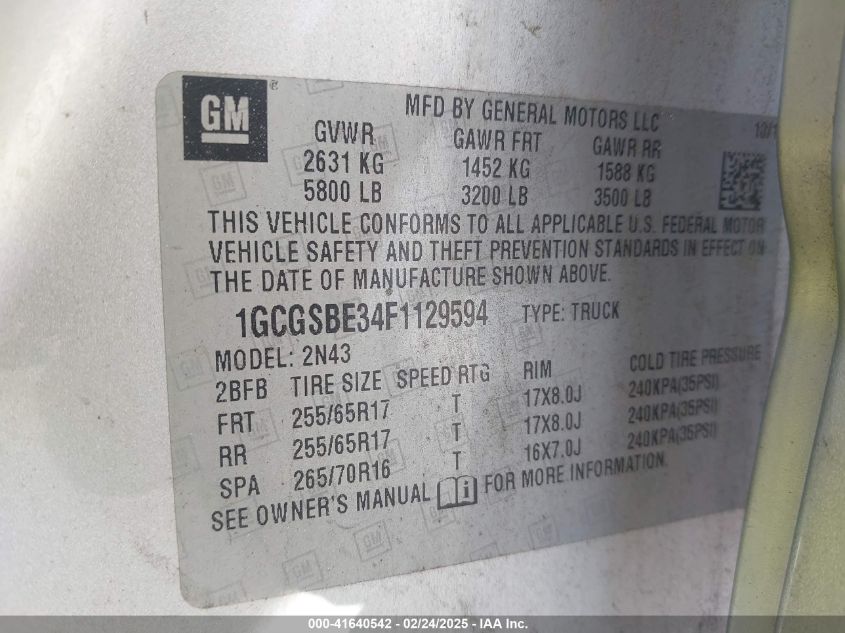 GM
MFD BY GENERAL MOTORS LLC
GVWR GAWR FRT GAWR RR
2631 KG 1452 KG 1588 KG
5800 LB 3200 LB 3500 LB
THIS VEHICLE CONFORMS TO ALL APPLICABLE U.S. FEDERAL MOTOR
VEHICLE SAFETY AND THEFT PREVENTION STANDARDS IN EFFECT ON
THE DATE OF MANUFACTURE SHOWN ABOVE.
1GCGSBE34F1129594 TYPE: TRUCK
MODEL: 2N43
2BFB TIRE SIZE SPEED RTG RIM COLD TIRE PRESSURE
FRT 255/65R17 T 17X8.0J 240KPA(35PSI)
RR 255/65R17 T 17X8.0J 240KPA(35PSI)
SPA 265/70R16 T 16X7.0J 240KPA(35PSI)
SEE OWNER'S MANUAL FOR MORE INFORMATION.
000-41640542 - 02/24/2025 - IAA Inc.